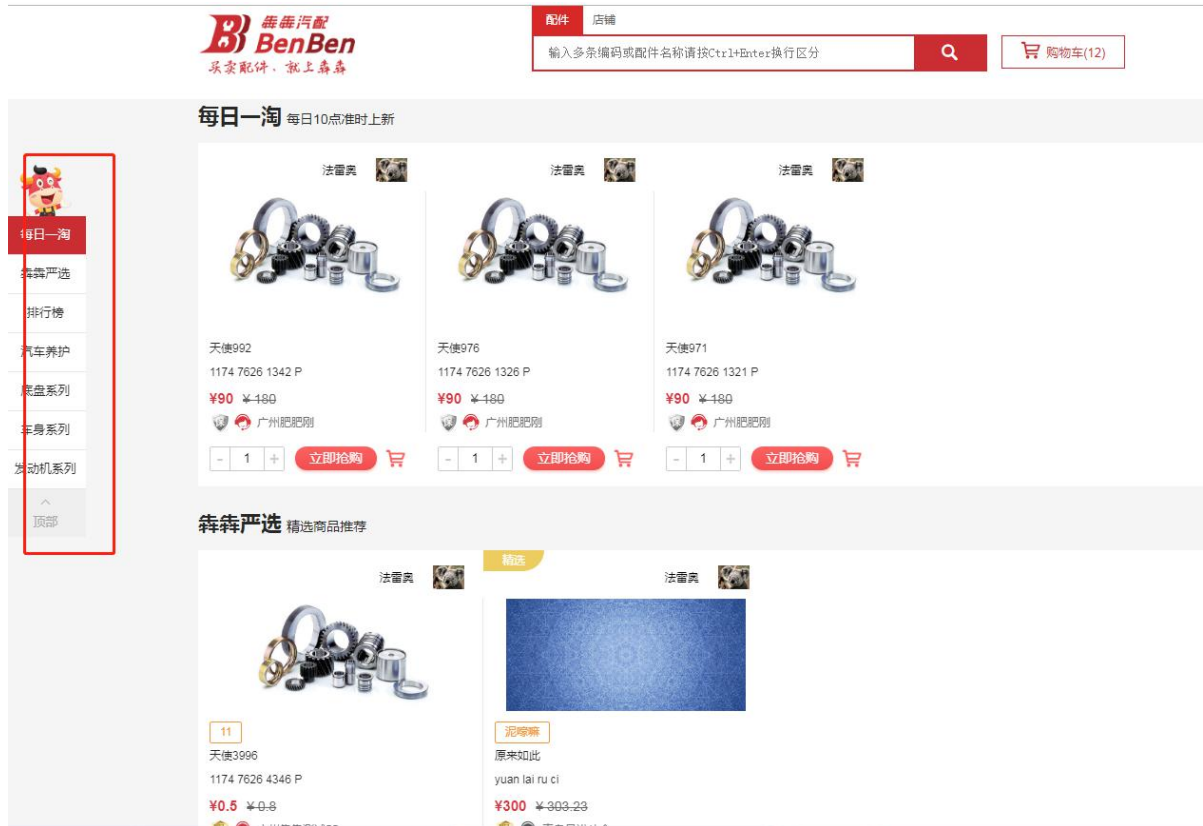 犇犇汽配
BenBen
买卖配件·就上犇犇
配件 店铺
输入多条编码或配件名称请按Ctrl+Enter换行区分
购物车(12)
每日一淘 每日10点准时上新
每日一淘
犇犇严选
排行榜
汽车养护
底盘系列
车身系列
发动机系列
顶部
法雷奥 法雷奥 法雷奥
天使992 天使976 天使971
1174 7626 1342 P 1174 7626 1326 P 1174 7626 1321 P
¥90 ¥180 ¥90 ¥180 ¥90 ¥180
广州肥肥刚 广州肥肥刚 广州肥肥刚
- 1 + 立即抢购 - 1 + 立即抢购 - 1 + 立即抢购
犇犇严选 精选商品推荐
精选
法雷奥 法雷奥
11 泥嚎嘛
天使3996 原来如此
1174 7626 4346 P yuan lai ru ci
¥0.5 ¥0.8 ¥300 ¥303.23